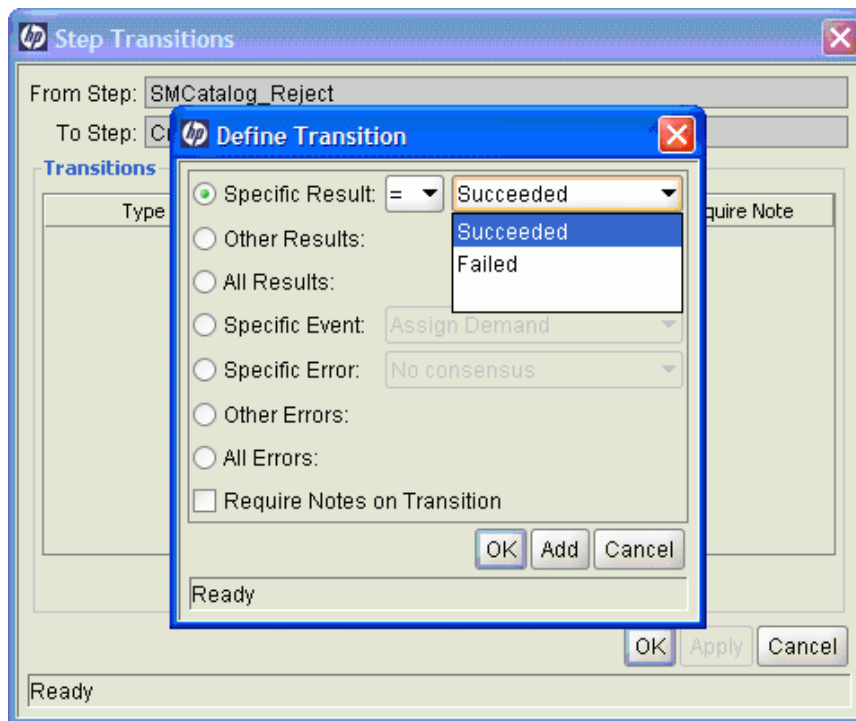 hp Step Transitions
From Step: SMCatalog_Reject
To Step:
hp Define Transition
Transitions
Type
Specific Result: = Succeeded
quire Note
Succeeded
Failed
Other Results:
All Results:
Specific Event: Assign Demand
Specific Error: No consensus
Other Errors:
All Errors:
Require Notes on Transition
OK Add Cancel
Ready
OK Apply Cancel
Ready